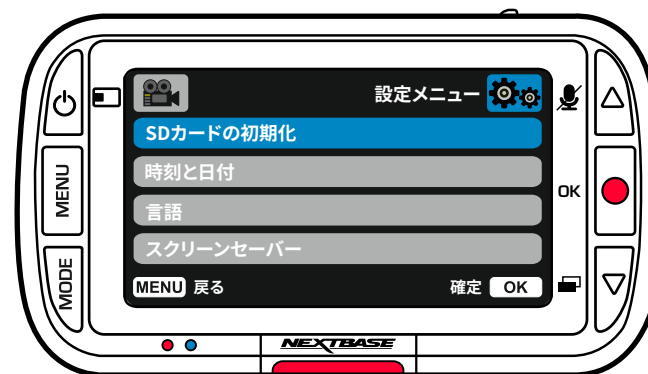 設定メニュー
SDカードの初期化
時刻と日付
言語
スクリーンセーバー
MENU 戻る
確定 OK
MENU
MODE
OK
NEXTBASE